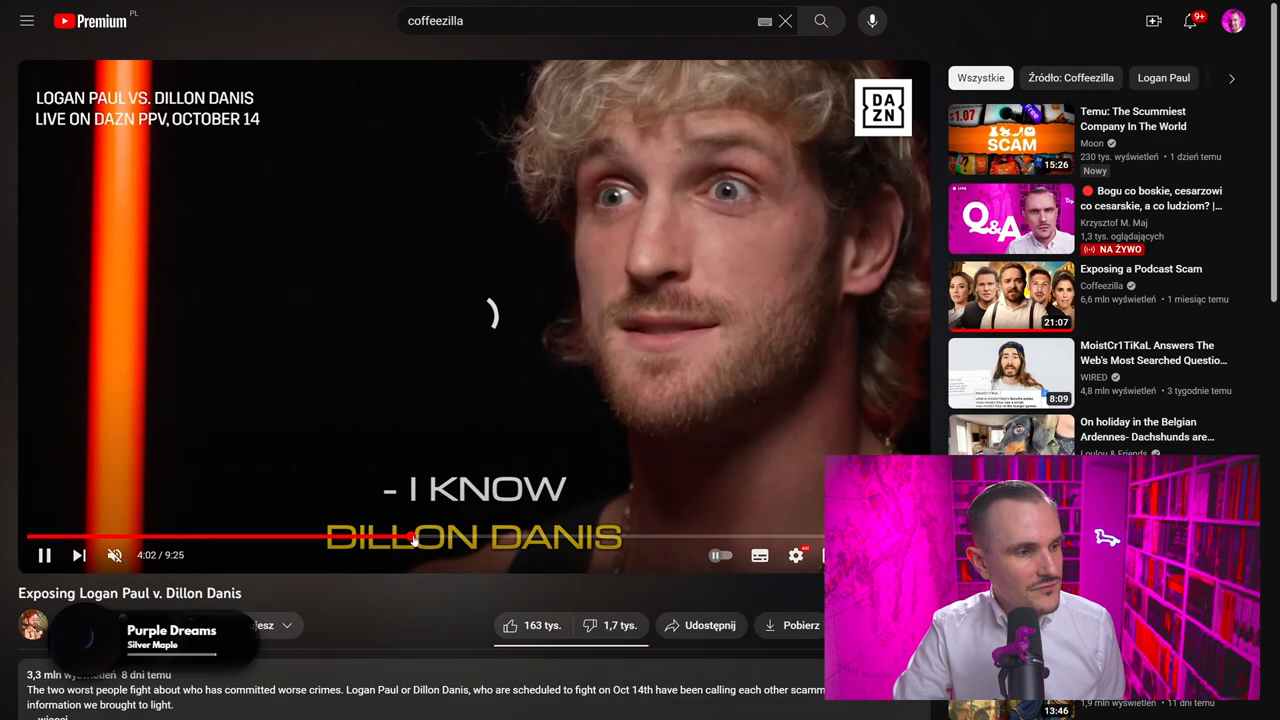 Premium PL
coffeezilla
9+
LOGAN PAUL VS. DILLON DANIS
LIVE ON DAZN PPV, OCTOBER 14
DA
ZN
- I KNOW
DILLON DANIS
4:02 / 9:25
4K
Exposing Logan Paul v. Dillon Danis
Purple Dreams
Silver Maple
163 tys.
1,7 tys.
Udostępnij
Pobierz
3,3 mln 8 dni temu
The two worst people fight about who has committed worse crimes. Logan Paul or Dillon Danis, who are scheduled to fight on Oct 14th have been calling each other scamm
information we brought to light.
Wszystkie
Źródło: Coffeezilla
Logan Paul
$1.07
Free
SCAM
15:26
Temu: The Scummiest
Company In The World
Moon
230 tys. wyświetleń • 1 dzień temu
Nowy
LIVE
Q&A
Bogu co boskie, cesarzowi
co cesarskie, a co ludziom? |...
Krzysztof M. Maj
1,3 tys. oglądających
NA ŻYWO
21:07
Exposing a Podcast Scam
Coffeezilla
6,6 mln wyświetleń • 1 miesiąc temu
8:09
MoistCr1TiKaL Answers The
Web's Most Searched Questio...
WIRED
4,8 mln wyświetleń • 3 tygodnie temu
On holiday in the Belgian
Ardennes- Dachshunds are...
Loulou & Friends
13:46
1,9 mln wyświetleń • 11 dni temu